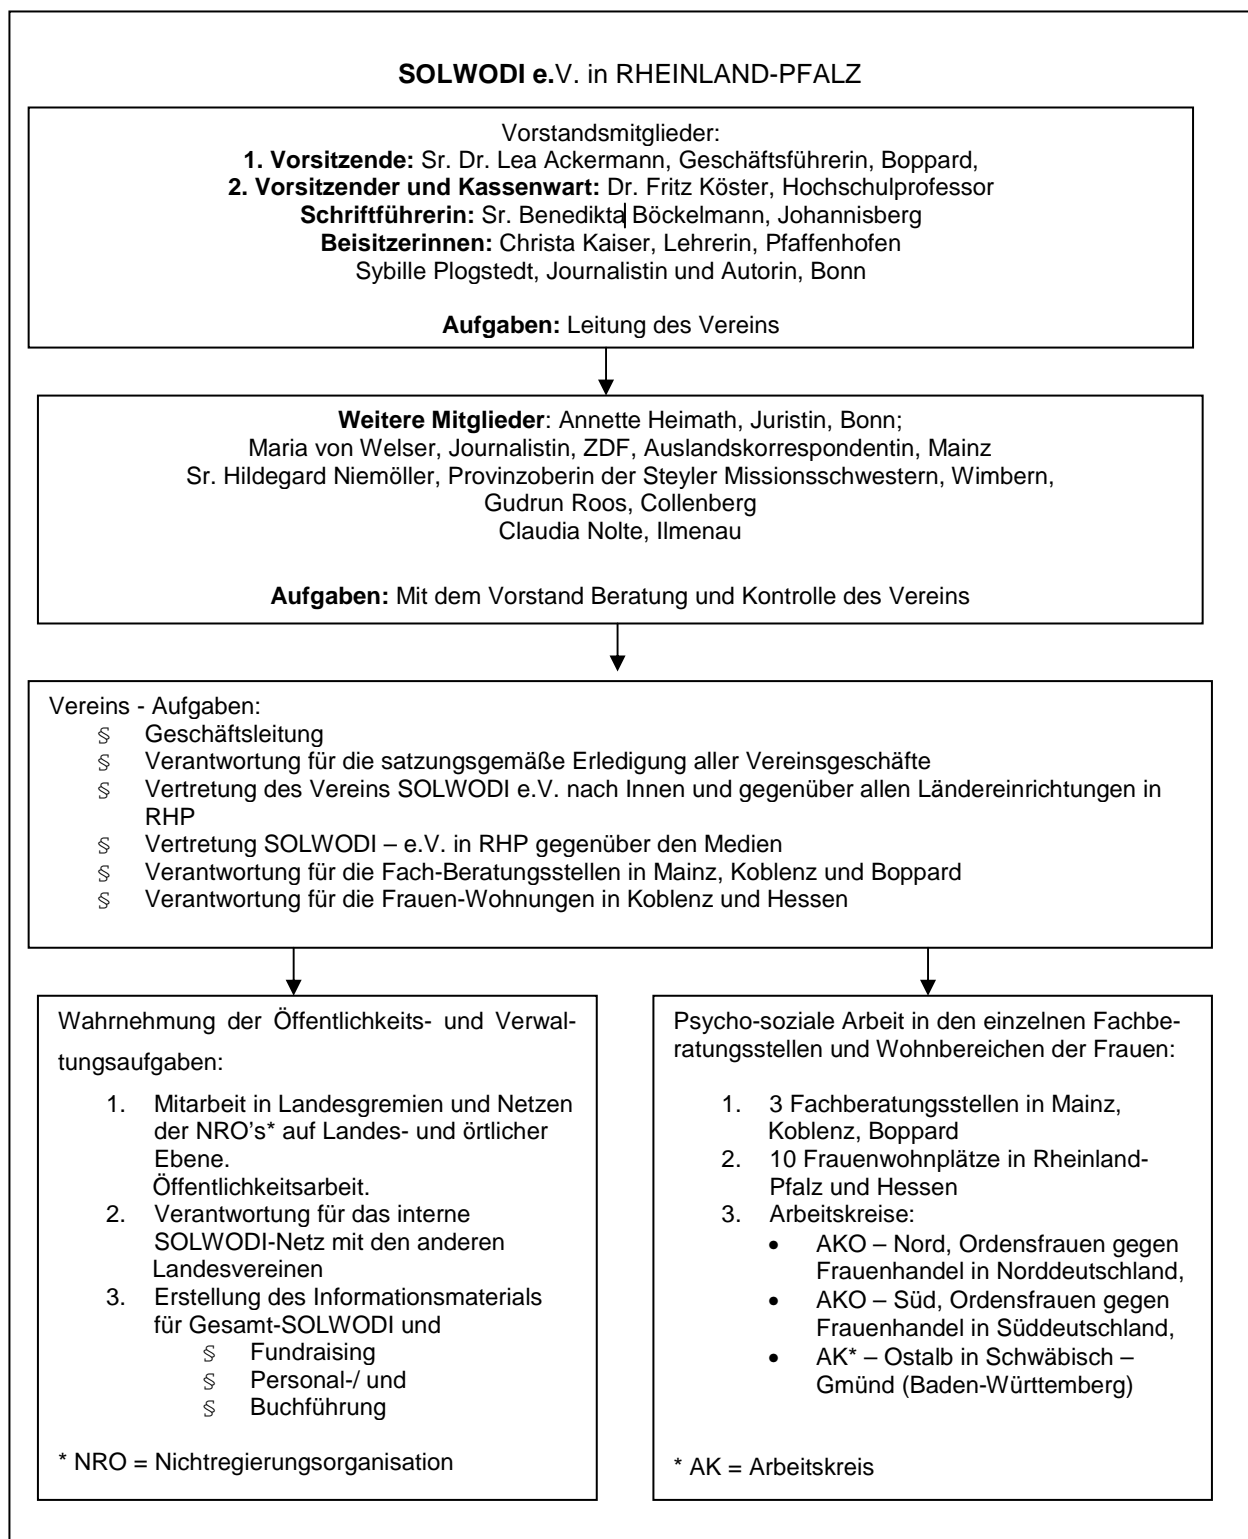 SOLWODI e.V. in RHEINLAND-PFALZ
Vorstandsmitglieder:
1. Vorsitzende: Sr. Dr. Lea Ackermann, Geschäftsführerin, Boppard,
2. Vorsitzender und Kassenwart: Dr. Fritz Köster, Hochschulprofessor
Schriftführerin: Sr. Benedikta Böckelmann, Johannisberg
Beisitzerinnen: Christa Kaiser, Lehrerin, Pfaffenhofen
Sybille Plogstedt, Journalistin und Autorin, Bonn
Aufgaben: Leitung des Vereins
Weitere Mitglieder: Annette Heimath, Juristin, Bonn;
Maria von Welser, Journalistin, ZDF, Auslandskorrespondentin, Mainz
Sr. Hildegard Niemöller, Provinzoberin der Steyler Missionsschwestern, Wimbern,
Gudrun Roos, Collenberg
Claudia Nolte, Ilmenau
Aufgaben: Mit dem Vorstand Beratung und Kontrolle des Vereins
Vereins - Aufgaben:
§ Geschäftsleitung
§ Verantwortung für die satzungsgemäße Erledigung aller Vereinsgeschäfte
§ Vertretung des Vereins SOLWODI e.V. nach Innen und gegenüber allen Ländereinrichtungen in
RHP
§ Vertretung SOLWODI – e.V. in RHP gegenüber den Medien
§ Verantwortung für die Fach-Beratungsstellen in Mainz, Koblenz und Boppard
§ Verantwortung für die Frauen-Wohnungen in Koblenz und Hessen
Wahrnehmung der Öffentlichkeits- und Verwal-
tungsaufgaben:
1. Mitarbeit in Landesgremien und Netzen
der NRO's* auf Landes- und örtlicher
Ebene.
Öffentlichkeitsarbeit.
2. Verantwortung für das interne
SOLWODI-Netz mit den anderen
Landesvereinen
3. Erstellung des Informationsmaterials
für Gesamt-SOLWODI und
§ Fundraising
§ Personal-/ und
§ Buchführung
* NRO = Nichtregierungsorganisation
Psycho-soziale Arbeit in den einzelnen Fachbe-
ratungsstellen und Wohnbereichen der Frauen:
1. 3 Fachberatungsstellen in Mainz,
Koblenz, Boppard
2. 10 Frauenwohnplätze in Rheinland-
Pfalz und Hessen
3. Arbeitskreise:
• AKO – Nord, Ordensfrauen gegen
Frauenhandel in Norddeutschland,
• AKO – Süd, Ordensfrauen gegen
Frauenhandel in Süddeutschland,
• AK* – Ostalb in Schwäbisch –
Gmünd (Baden-Württemberg)
* AK = Arbeitskreis